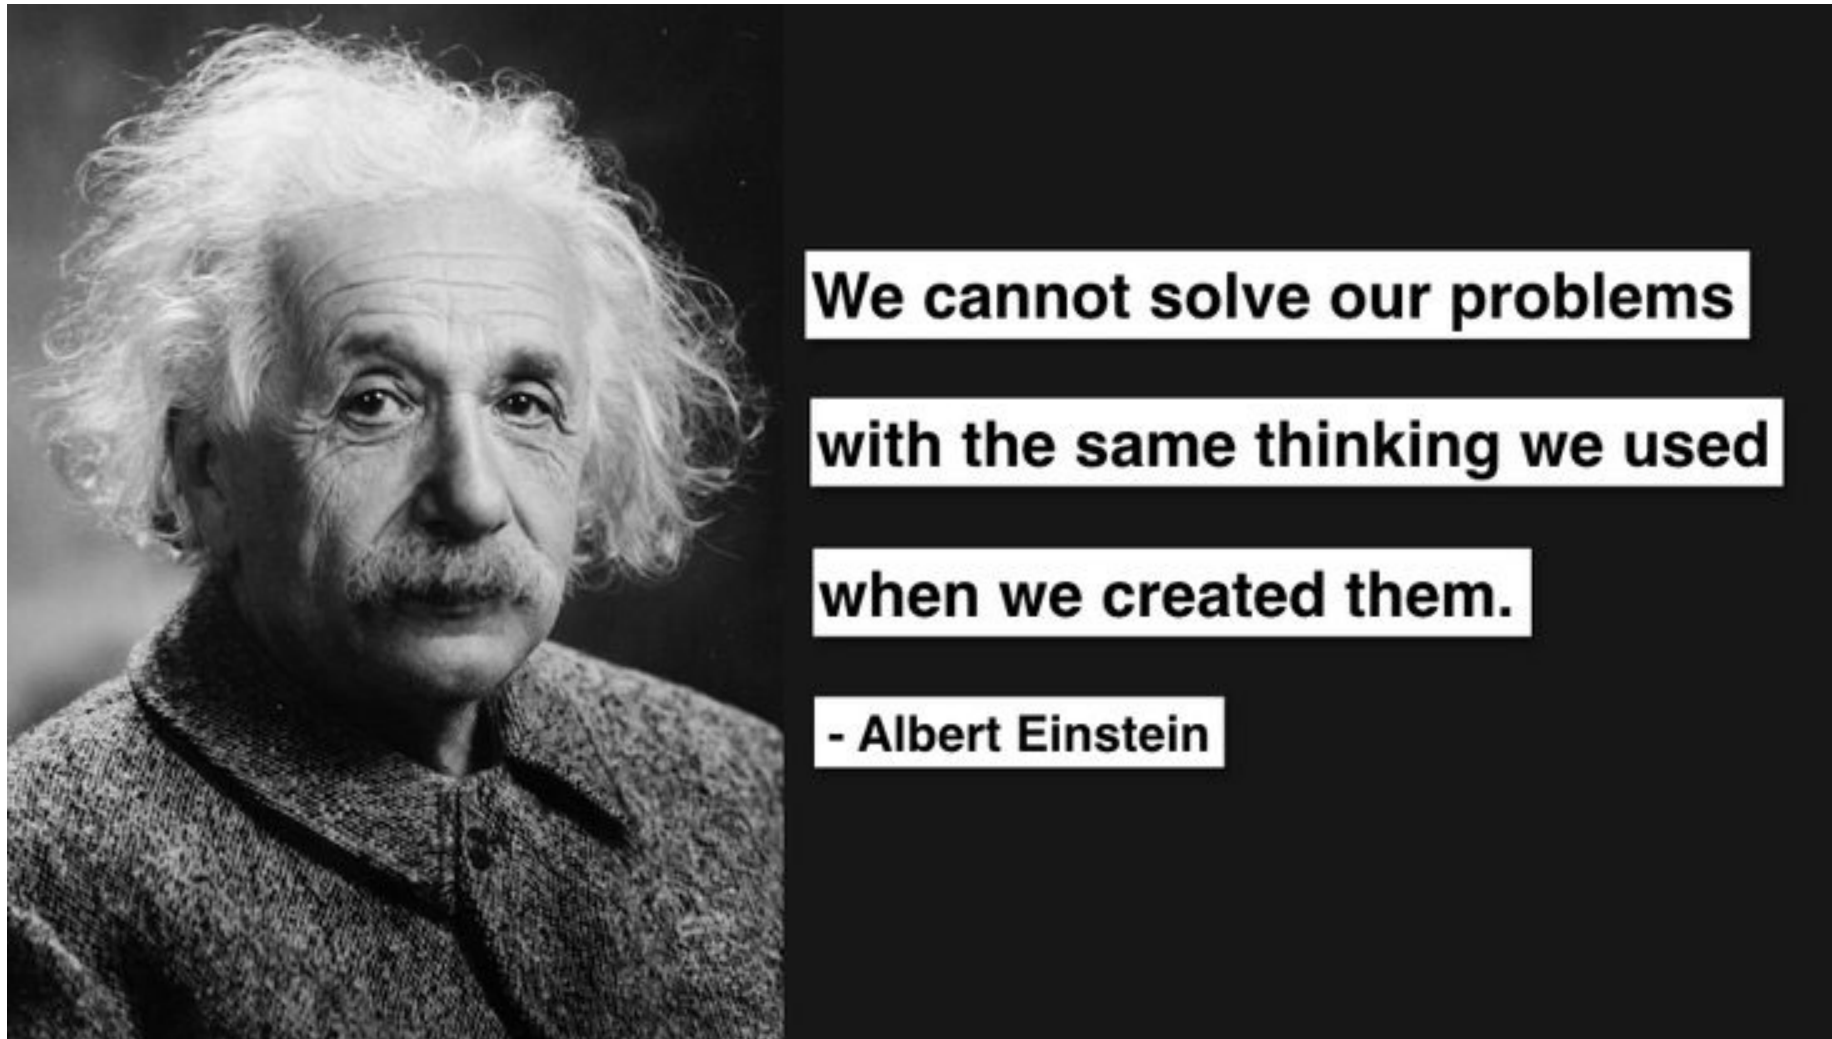 We cannot solve our problems
with the same thinking we used
when we created them.
- Albert Einstein